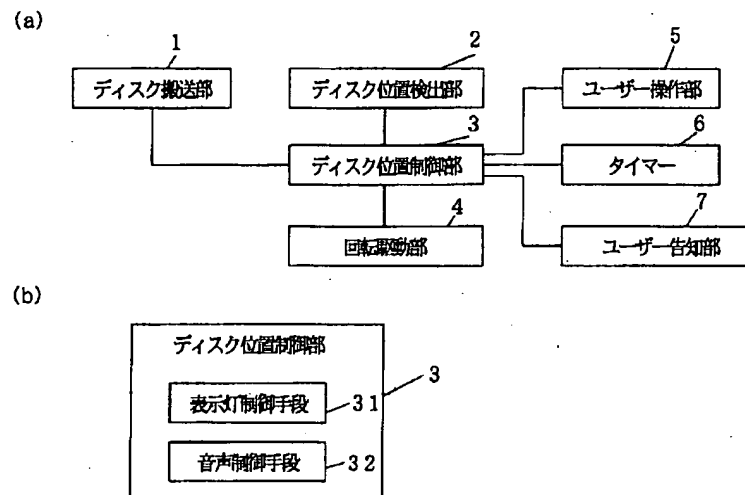 (a)
1
ディスク搬送部
2
ディスク位置検出部
5
ユーザー操作部
3
ディスク位置制御部
6
タイマー
4
回転駆動部
7
ユーザー告知部
(b)
ディスク位置制御部
3
表示灯制御手段
31
音声制御手段
32